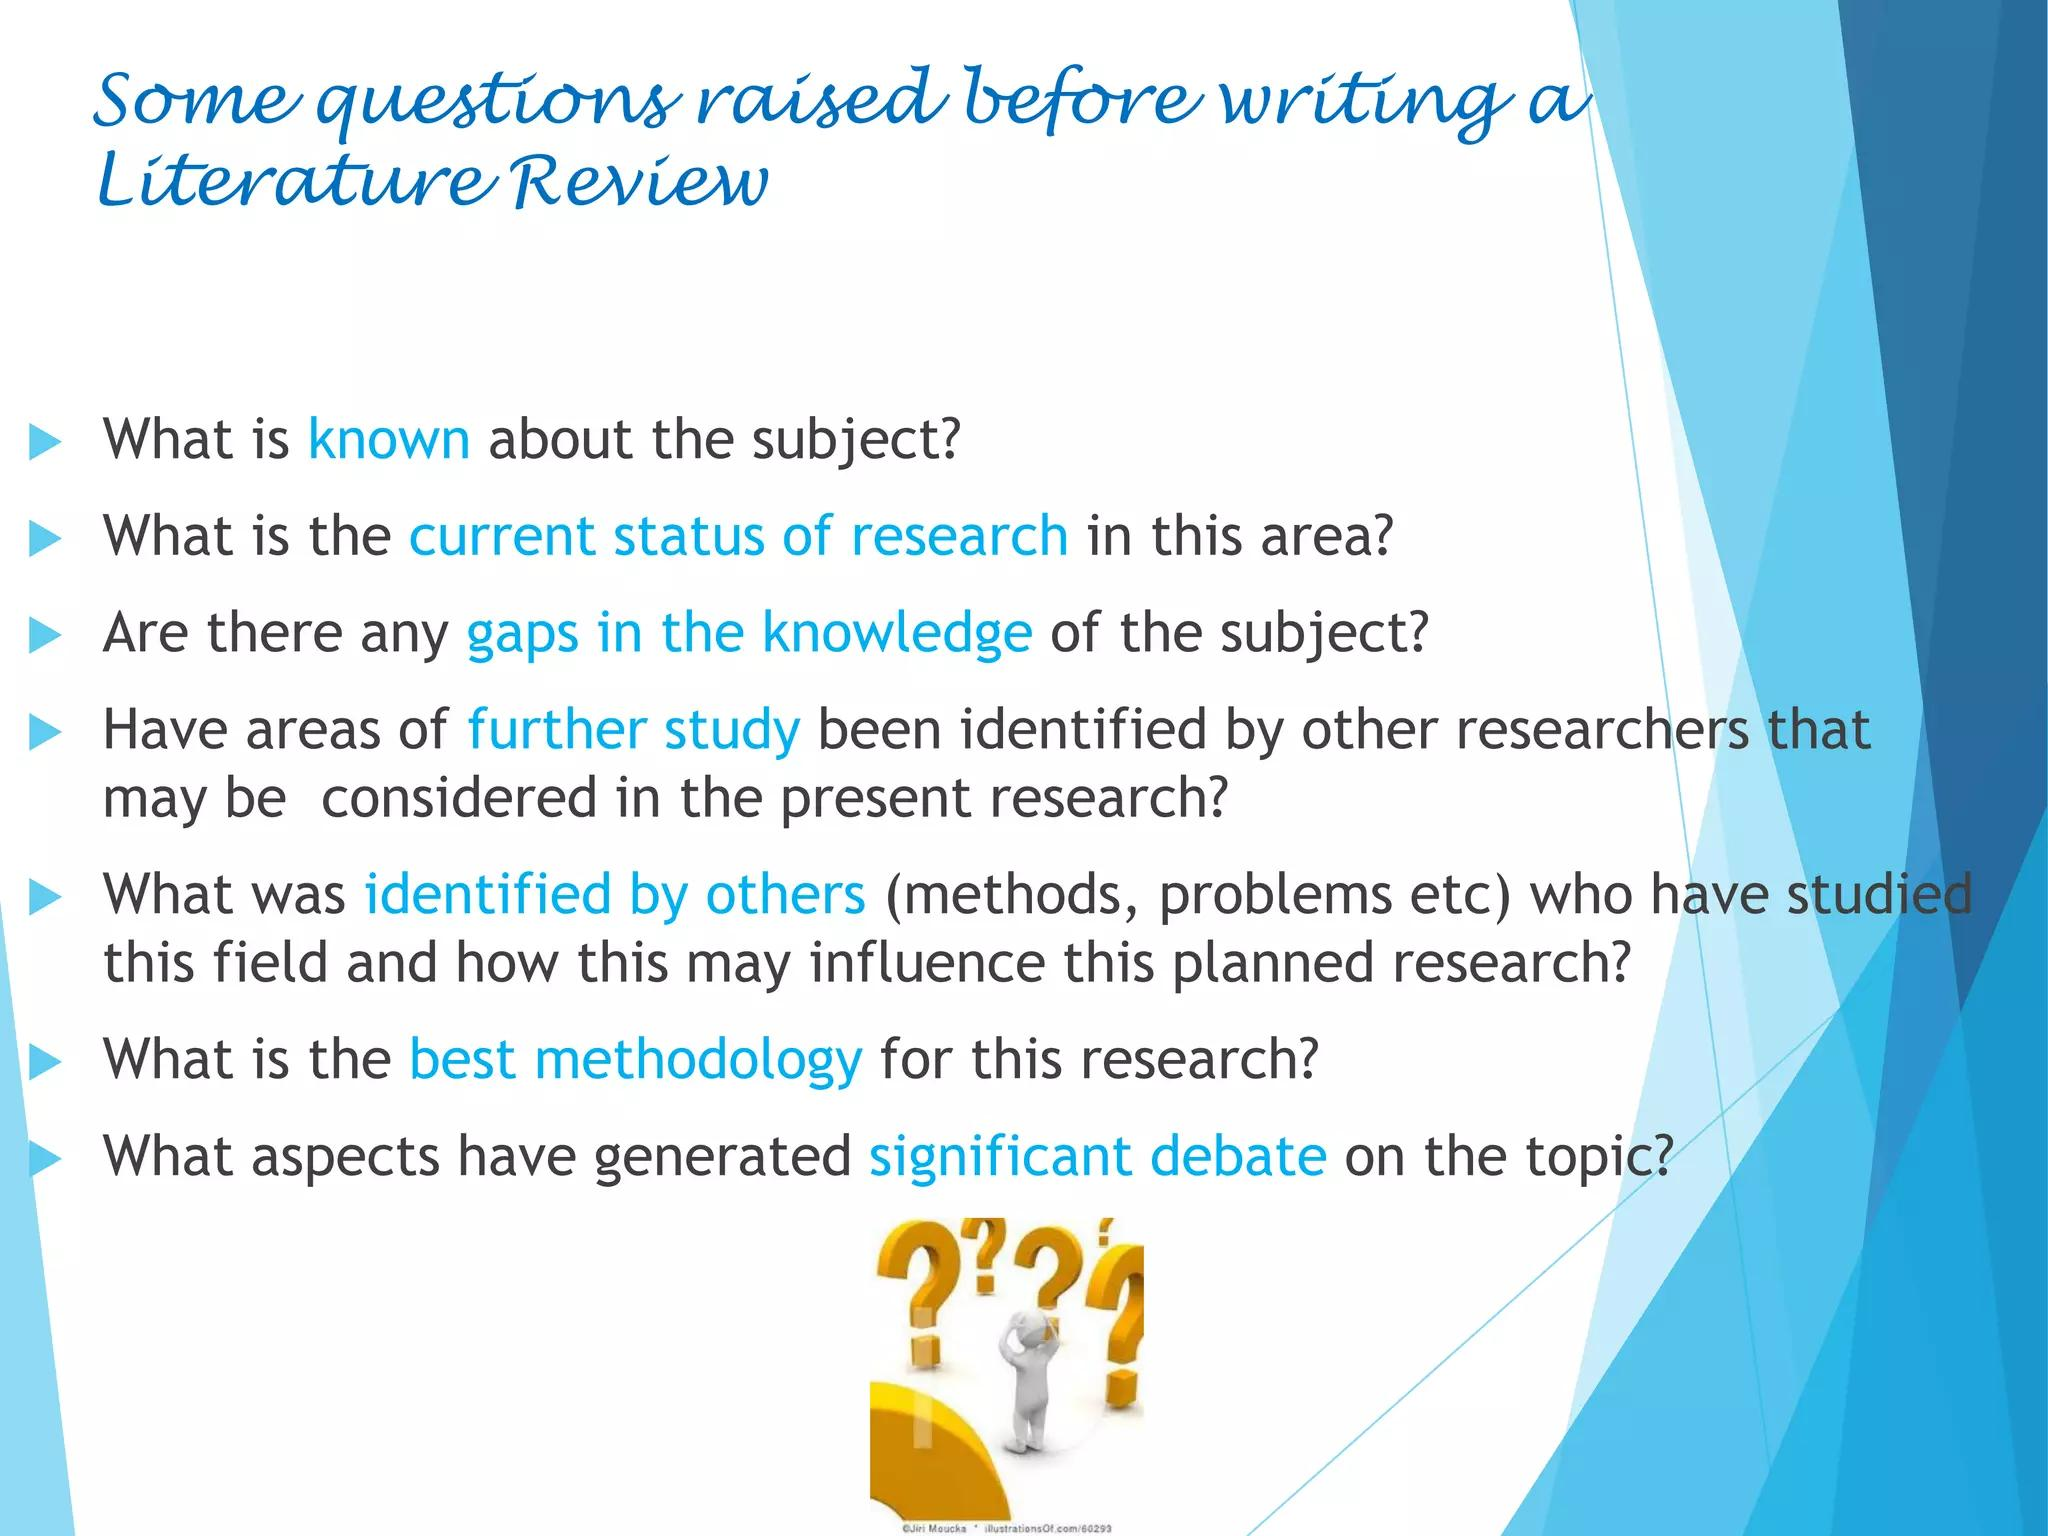 Some questions raised before writing a
Literature Review
What is known about the subject?
What is the current status of research in this area?
Are there any gaps in the knowledge of the subject?
Have areas of further study been identified by other researchers that
may be  considered in the present research?
What was identified by others (methods, problems etc) who have studied
this field and how this may influence this planned research?
What is the best methodology for this research?
What aspects have generated significant debate on the topic?
? ? ? ? ?
©Jiri Moucka * illustrationsOf.com/60293